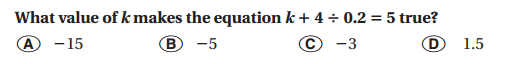 What value of k makes the equation k + 4 ÷ 0.2 = 5 true?
Ⓐ −15 Ⓑ −5 Ⓒ −3 Ⓓ 1.5